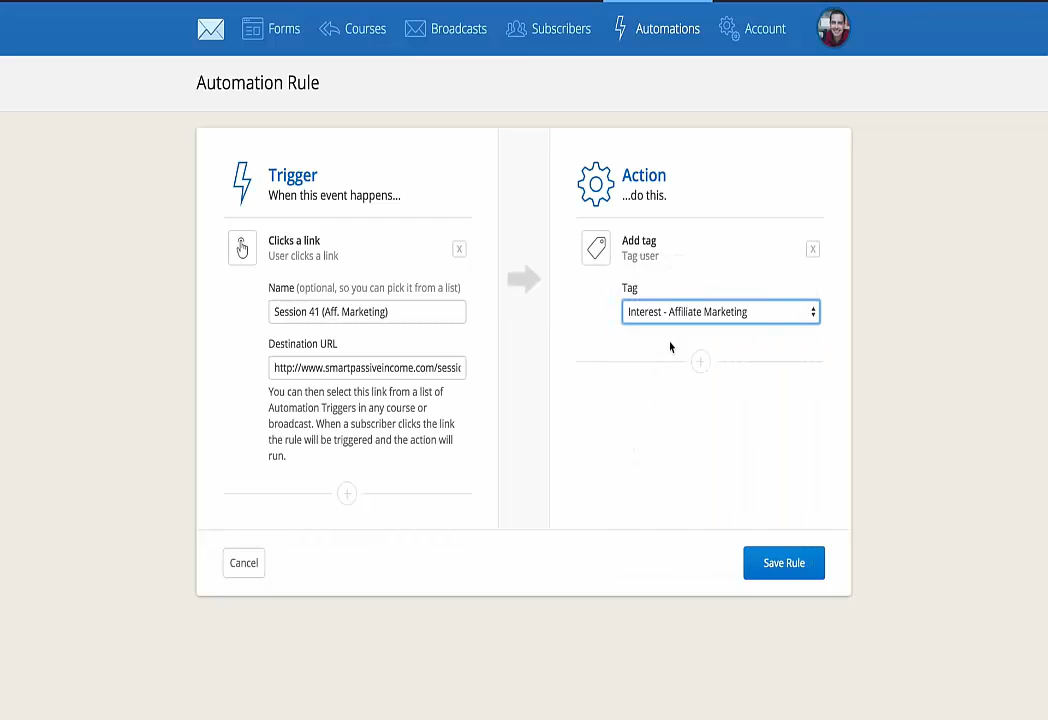 Forms
Courses
Broadcasts
Subscribers
Automations
Account
Automation Rule
Trigger
When this event happens...
Clicks a link
User clicks a link
X
Name (optional, so you can pick it from a list)
Session 41 (Aff. Marketing)
Destination URL
http://www.smartpassiveincome.com/sessi
You can then select this link from a list of
Automation Triggers in any course or
broadcast. When a subscriber clicks the link
the rule will be triggered and the action will
run.
Action
...do this.
Add tag
Tag user
X
Tag
Interest - Affiliate Marketing
Cancel
Save Rule